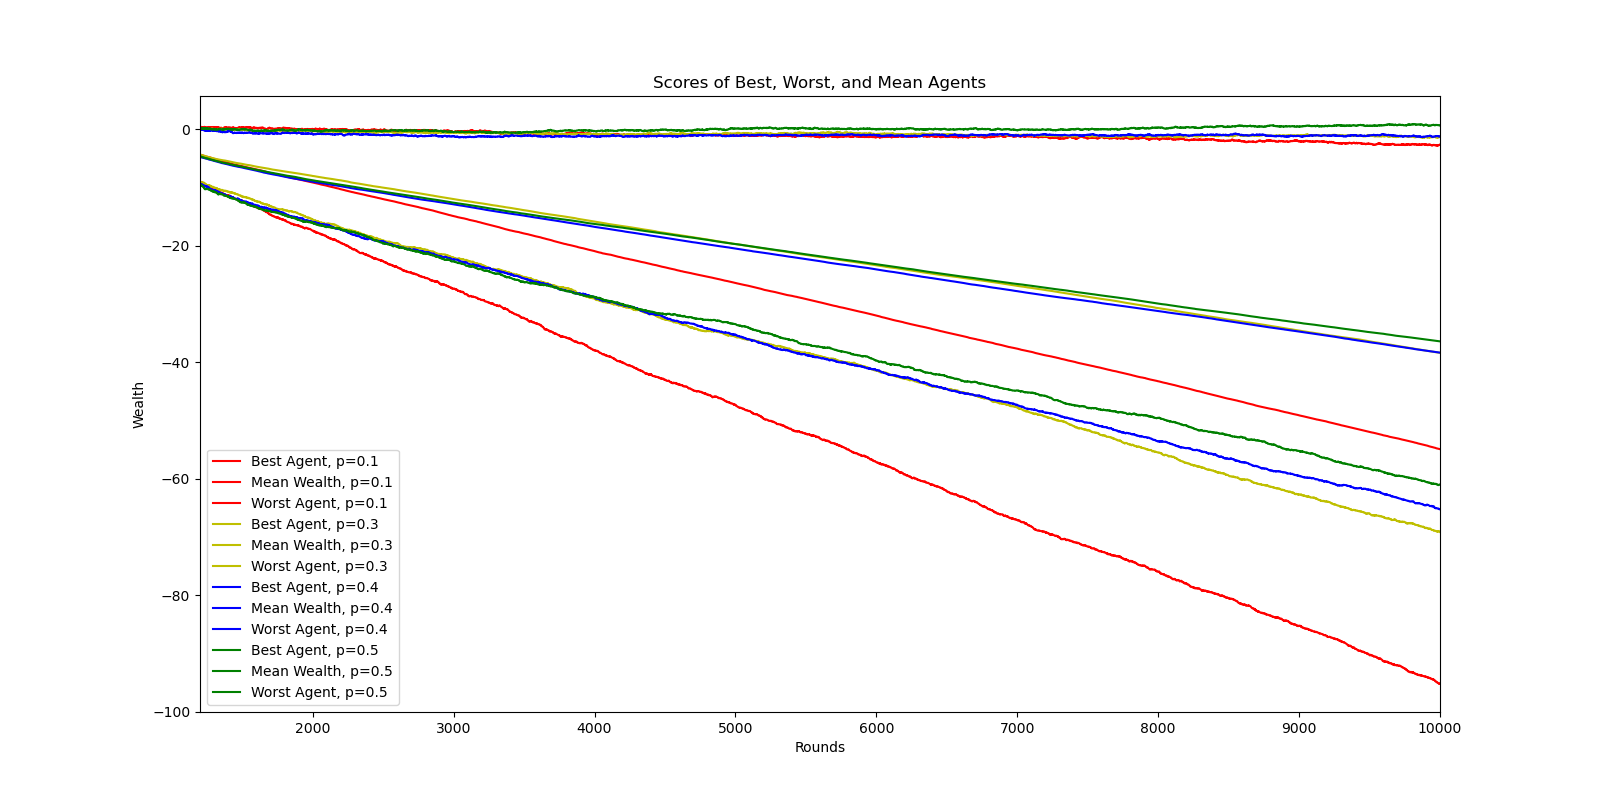 Scores of Best, Worst, and Mean Agents
Wealth
0
−20
−40
−60
−80
−100
Best Agent, p=0.1
Mean Wealth, p=0.1
Worst Agent, p=0.1
Best Agent, p=0.3
Mean Wealth, p=0.3
Worst Agent, p=0.3
Best Agent, p=0.4
Mean Wealth, p=0.4
Worst Agent, p=0.4
Best Agent, p=0.5
Mean Wealth, p=0.5
Worst Agent, p=0.5
2000 3000 4000 5000 6000 7000 8000 9000 10000
Rounds